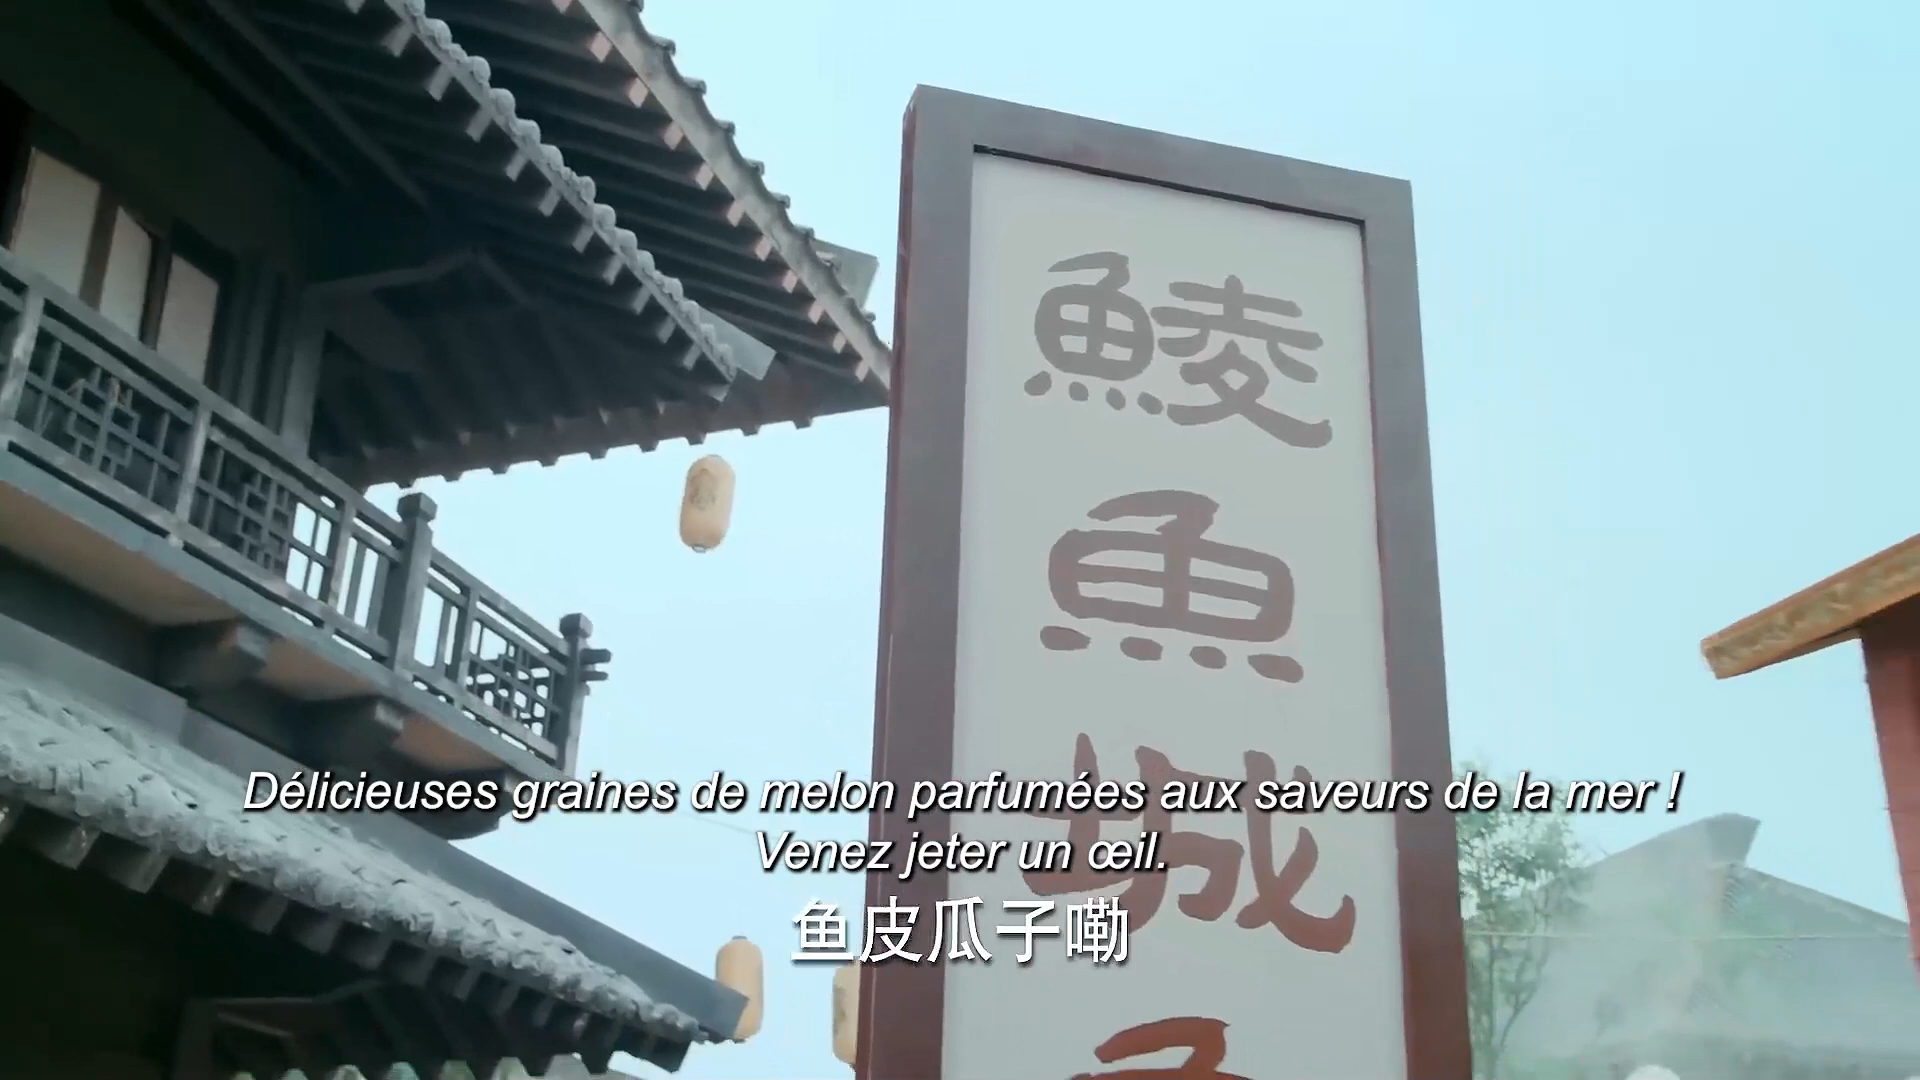 鯪
魚
城
Délicieuses graines de melon parfumées aux saveurs de la mer !
Venez jeter un œil.
鱼皮瓜子嘞